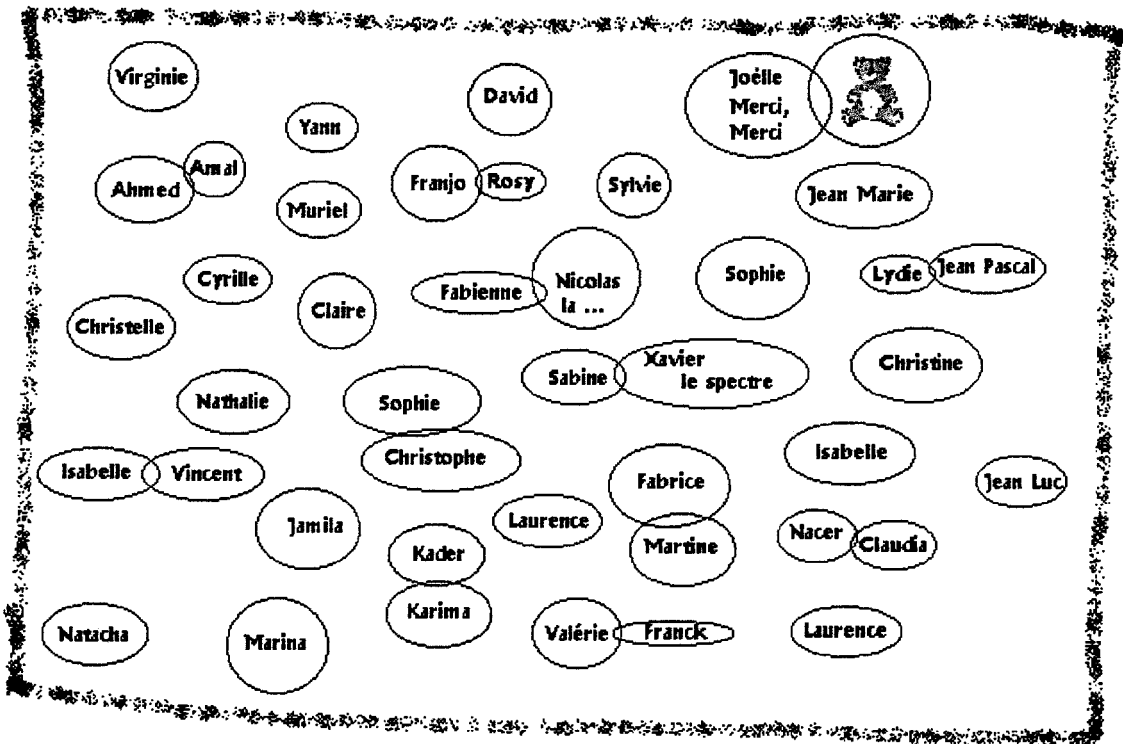 Virginie
David
Joëlle
Merci,
Merci
Yann
Amal
Ahmed
Franjo
Rosy
Sylvie
Jean Marie
Muriel
Cyrille
Claire
Fabienne
Nicolas
la ...
Sophie
Lydie
Jean Pascal
Christelle
Sabine
Xavier
le spectre
Christine
Nathalie
Sophie
Christophe
Isabelle
Isabelle
Vincent
Fabrice
Jean Luc
Jamila
Laurence
Kader
Martine
Nacer
Claudia
Karima
Natacha
Marina
Valérie
Franck
Laurence